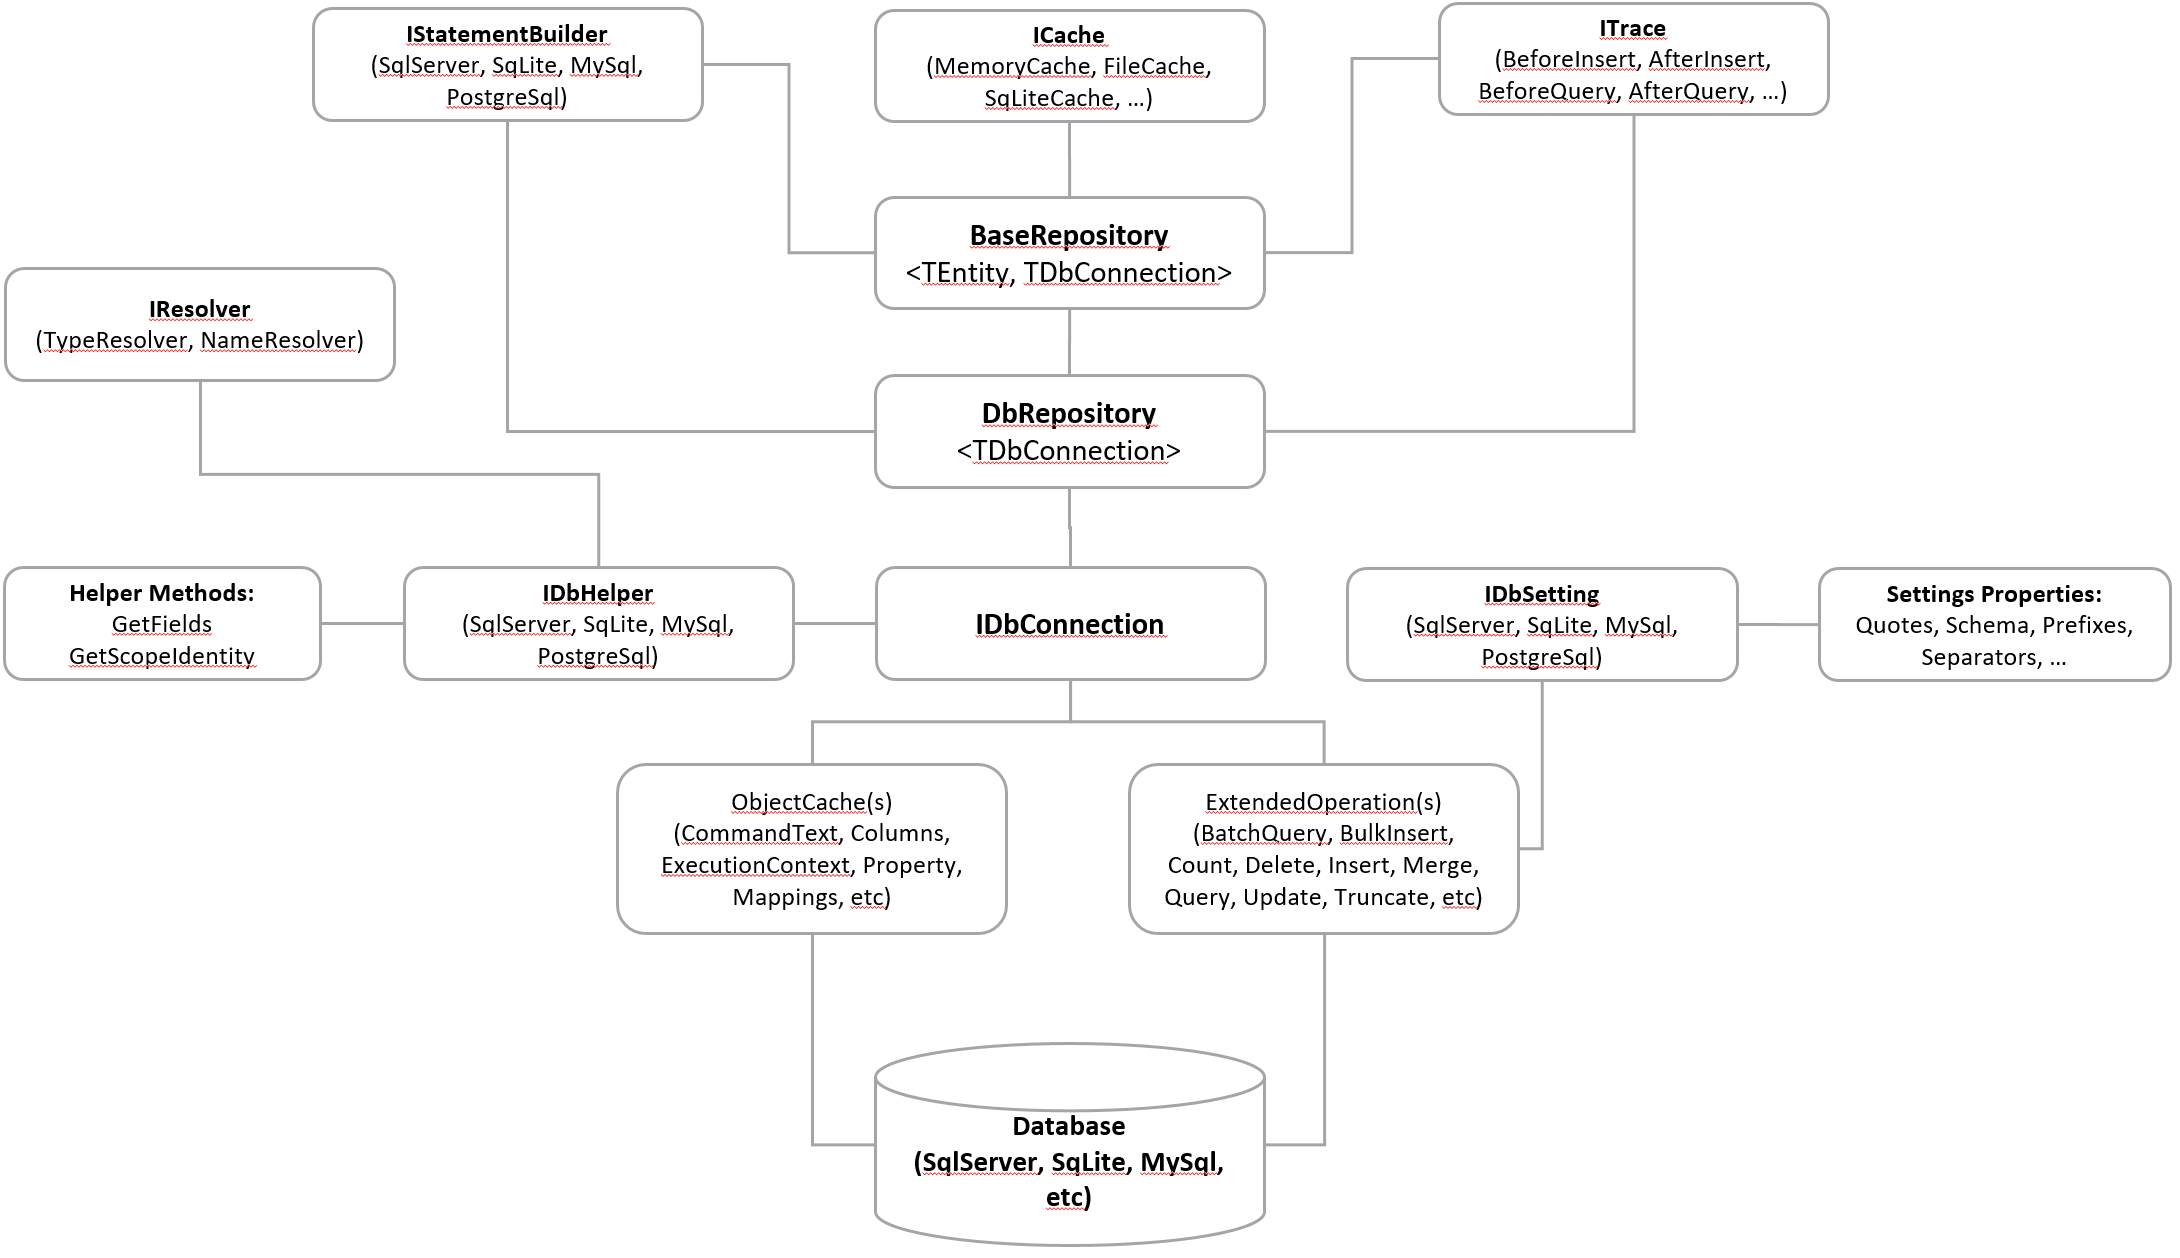 IStatementBuilder
(SqlServer, SqLite, MySql,
PostgreSql)
ICache
(MemoryCache, FileCache,
SqLiteCache, ...)
ITrace
(BeforeInsert, AfterInsert,
BeforeQuery, AfterQuery, ...)
BaseRepository
<TEntity, TDbConnection>
IResolver
(TypeResolver, NameResolver)
DbRepository
<TDbConnection>
Helper Methods:
GetFields
GetScopeIdentity
IDbHelper
(SqlServer, SqLite, MySql,
PostgreSql)
IDbConnection
IDbSetting
(SqlServer, SqLite, MySql,
PostgreSql)
Settings Properties:
Quotes, Schema, Prefixes,
Separators, ...
ObjectCache(s)
(CommandText, Columns,
ExecutionContext, Property,
Mappings, etc)
ExtendedOperation(s)
(BatchQuery, BulkInsert,
Count, Delete, Insert, Merge,
Query, Update, Truncate, etc)
Database
(SqlServer, SqLite, MySql,
etc)